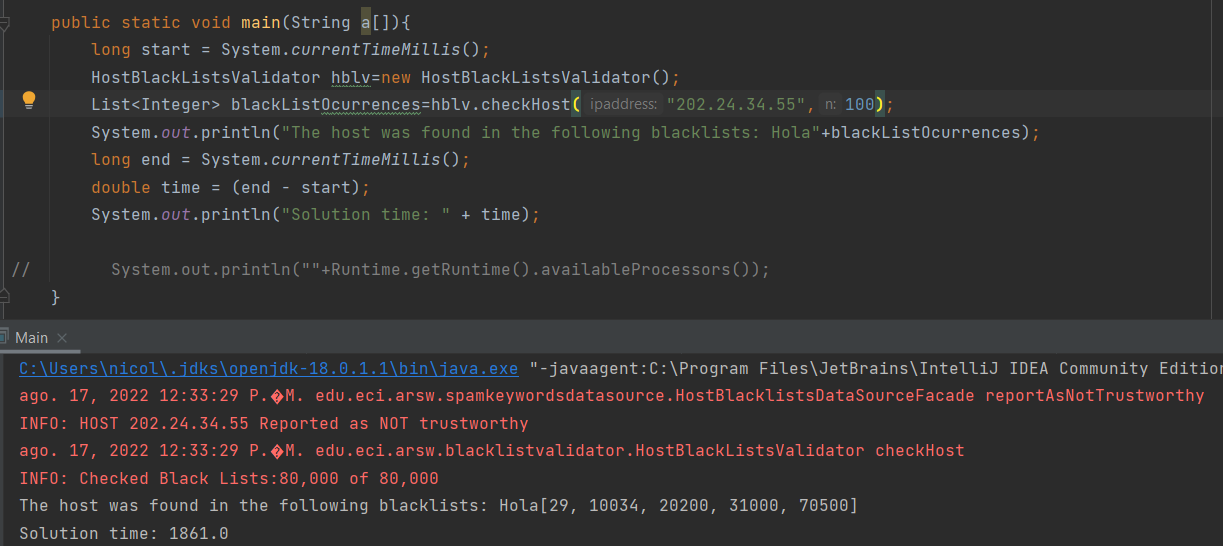 public static void main(String a[]){
long start = System.currentTimeMillis();
HostBlackListsValidator hblv=new HostBlackListsValidator();
List<Integer> blackListOcurrences=hblv.checkHost( ipaddress: "202.24.34.55", n: 100);
System.out.println("The host was found in the following blacklists: Hola"+blackListOcurrences);
long end = System.currentTimeMillis();
double time = (end - start);
System.out.println("Solution time: " + time);
// System.out.println(""+Runtime.getRuntime().availableProcessors());
}
Main
C:\Users\nicol\.jdks\openjdk-18.0.1.1\bin\java.exe "-javaagent:C:\Program Files\JetBrains\IntelliJ IDEA Community Edition
ago. 17, 2022 12:33:29 P.�M. edu.eci.arsw.spamkeywordsdatasource.HostBlacklistsDataSourceFacade reportAsNotTrustworthy
INFO: HOST 202.24.34.55 Reported as NOT trustworthy
ago. 17, 2022 12:33:29 P.�M. edu.eci.arsw.blacklistvalidator.HostBlackListsValidator checkHost
INFO: Checked Black Lists:80,000 of 80,000
The host was found in the following blacklists: Hola[29, 10034, 20200, 31000, 70500]
Solution time: 1861.0